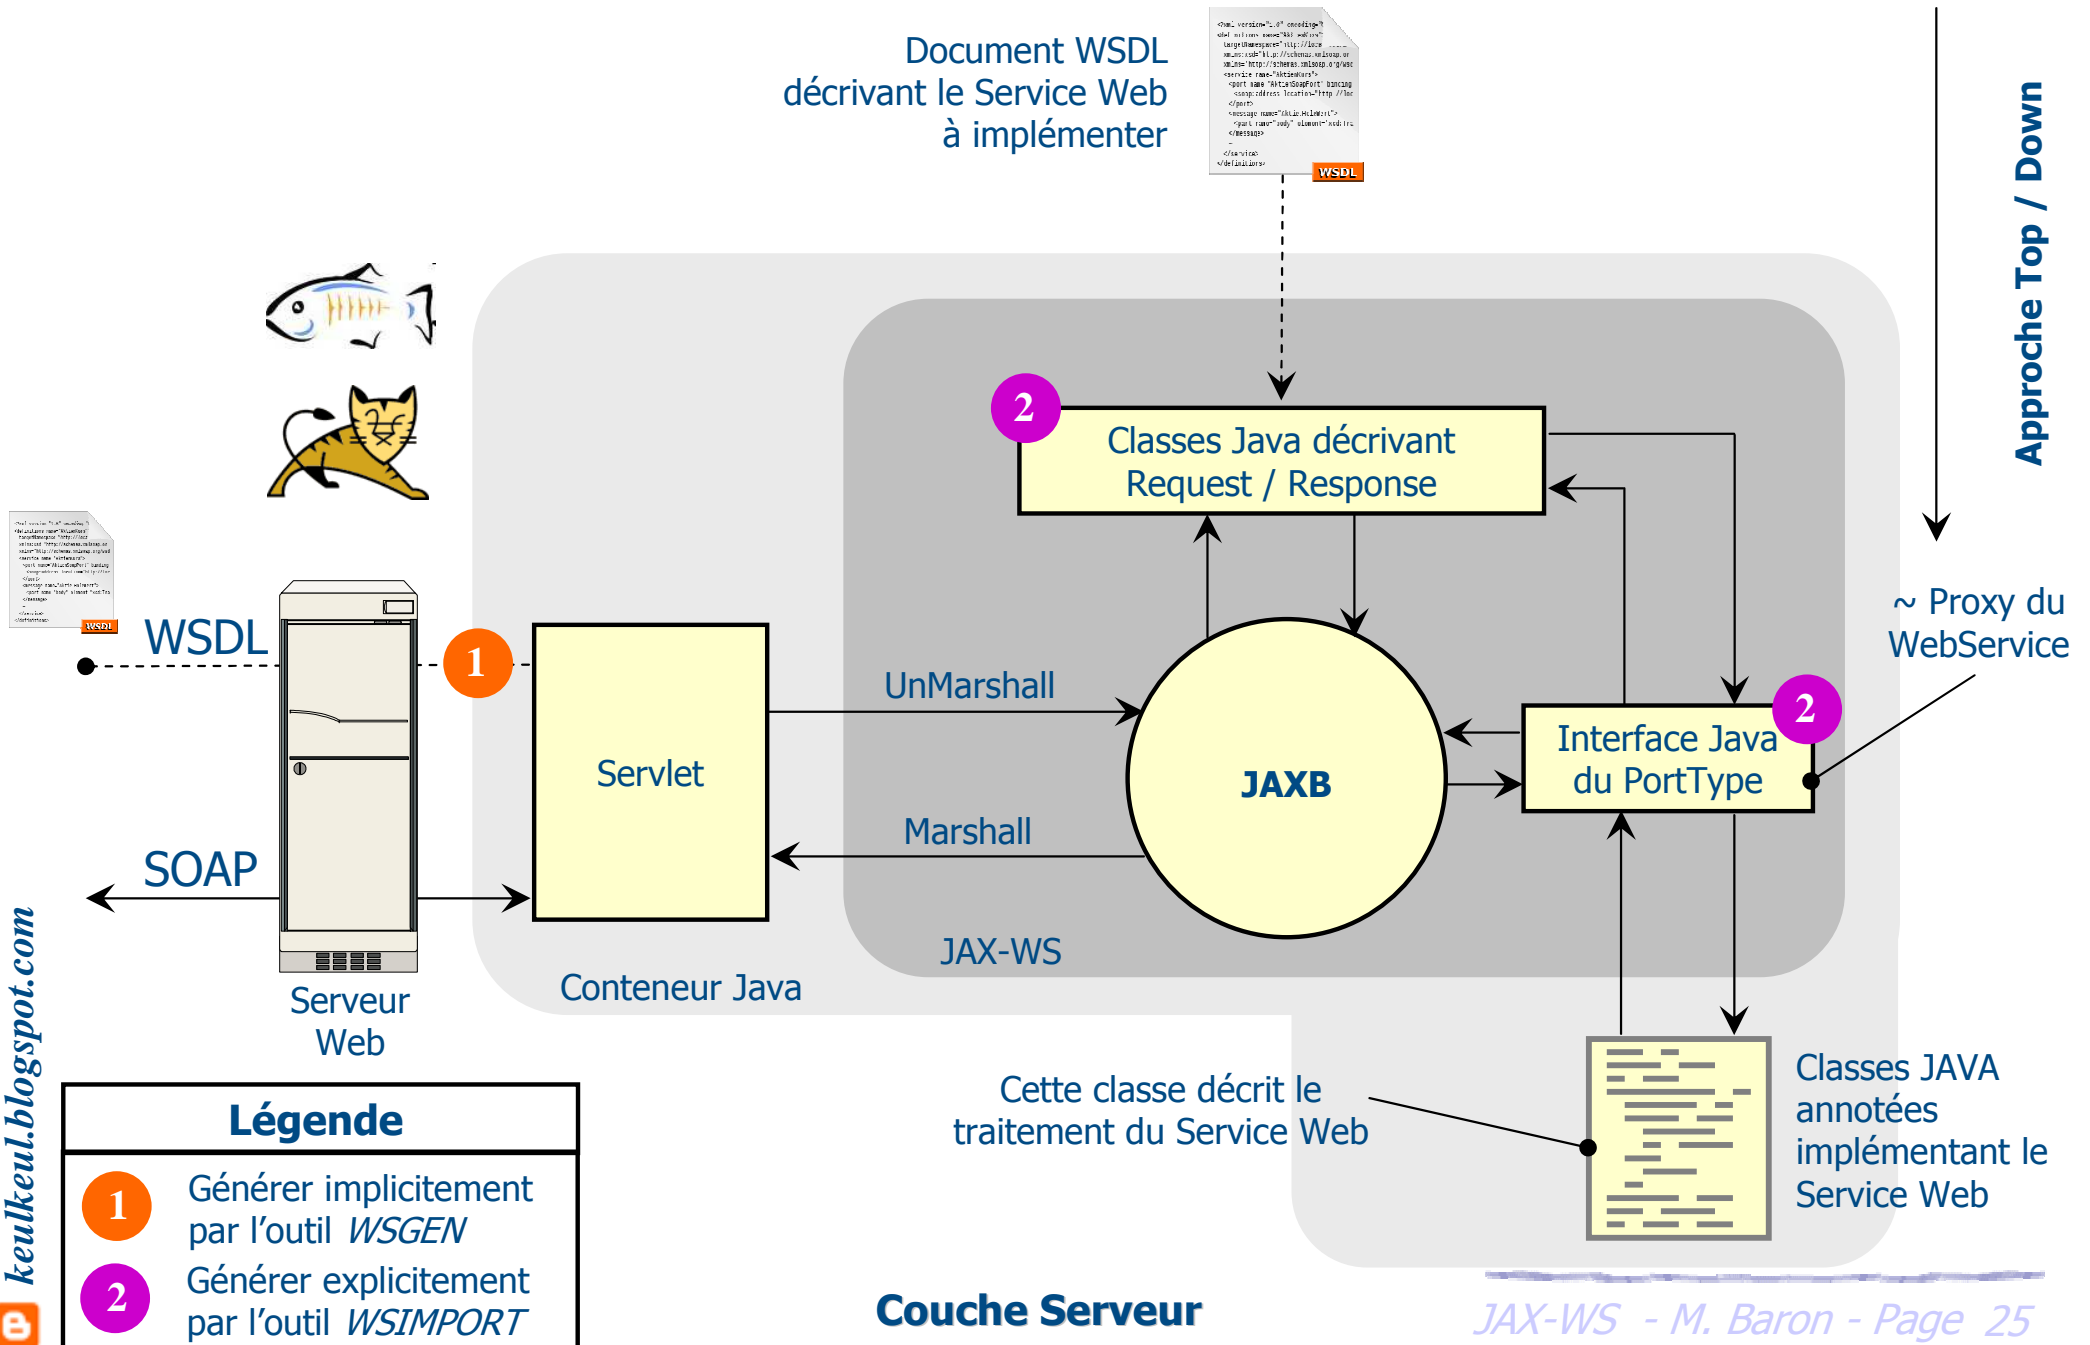 Document WSDL
décrivant le Service Web
à implémenter
WSDL
Approche Top / Down
2
Classes Java décrivant
Request / Response
WSDL
WSDL
1
UnMarshall
~ Proxy du
WebService
2
Interface Java
du PortType
Servlet
JAXB
Marshall
SOAP
JAX-WS
Conteneur Java
Serveur
Web
keulkeul.blogspot.com
Cette classe décrit le
traitement du Service Web
Classes JAVA
annotées
implémentant le
Service Web
Légende
1
Générer implicitement
par l'outil WSGEN
2
Générer explicitement
par l'outil WSIMPORT
Couche Serveur
JAX-WS - M. Baron - Page 25